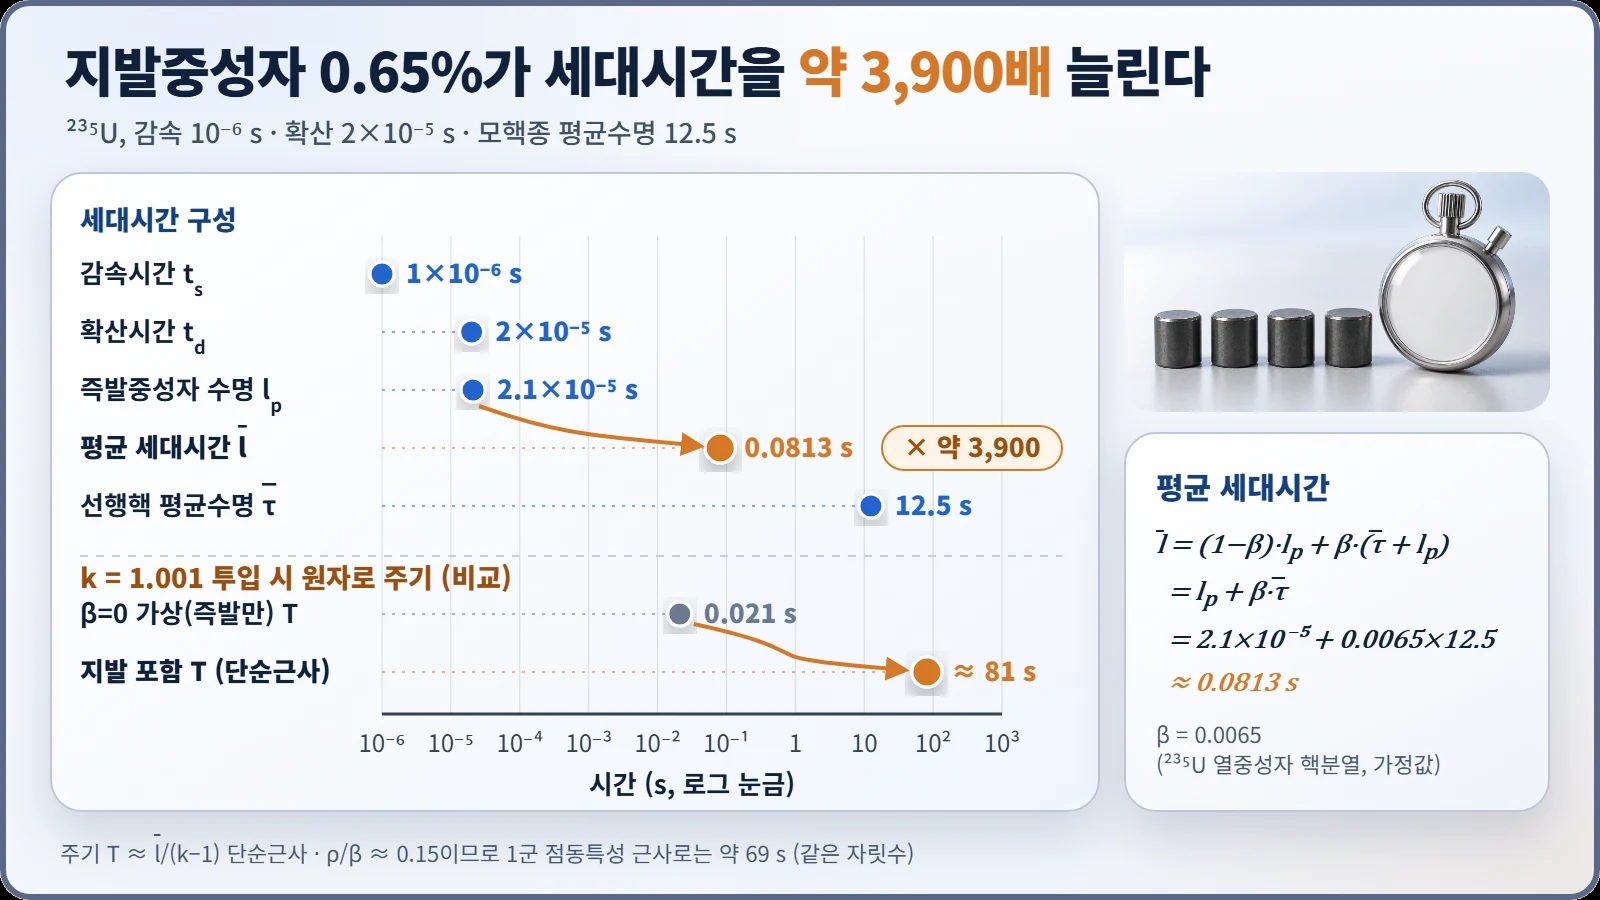 지발중성자 0.65%가 세대시간을 약 3,900배 늘린다
²³⁵U, 감속 10⁻⁶ s · 확산 2×10⁻⁵ s · 모핵종 평균수명 12.5 s
세대시간 구성
감속시간 tₛ 1×10⁻⁶ s
확산시간 t_d 2×10⁻⁵ s
즉발중성자 수명 l_p 2.1×10⁻⁵ s
평균 세대시간 l̄ 0.0813 s × 약 3,900
선행핵 평균수명 τ̄ 12.5 s
k = 1.001 투입 시 원자로 주기 (비교)
β=0 가상(즉발만) T 0.021 s
지발 포함 T (단순근사) ≈ 81 s
10⁻⁶ 10⁻⁵ 10⁻⁴ 10⁻³ 10⁻² 10⁻¹ 1 10 10² 10³
시간 (s, 로그 눈금)
평균 세대시간
l̄ = (1−β)·l_p + β·(τ̄ + l_p)
= l_p + β·τ̄
= 2.1×10⁻⁵ + 0.0065×12.5
≈ 0.0813 s
β = 0.0065
(²³⁵U 열중성자 핵분열, 가정값)
주기 T ≈ l̄/(k−1) 단순근사 · ρ/β ≈ 0.15이므로 1군 점동특성 근사로는 약 69 s (같은 자릿수)